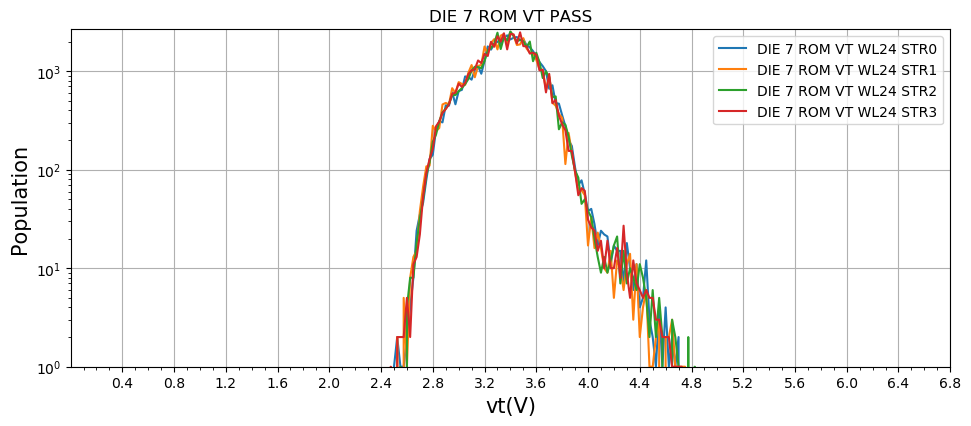 DIE 7 ROM VT PASS
DIE 7 ROM VT WL24 STR0
DIE 7 ROM VT WL24 STR1
DIE 7 ROM VT WL24 STR2
DIE 7 ROM VT WL24 STR3
Population
10³
10²
10¹
10⁰
0.4 0.8 1.2 1.6 2.0 2.4 2.8 3.2 3.6 4.0 4.4 4.8 5.2 5.6 6.0 6.4 6.8
vt(V)